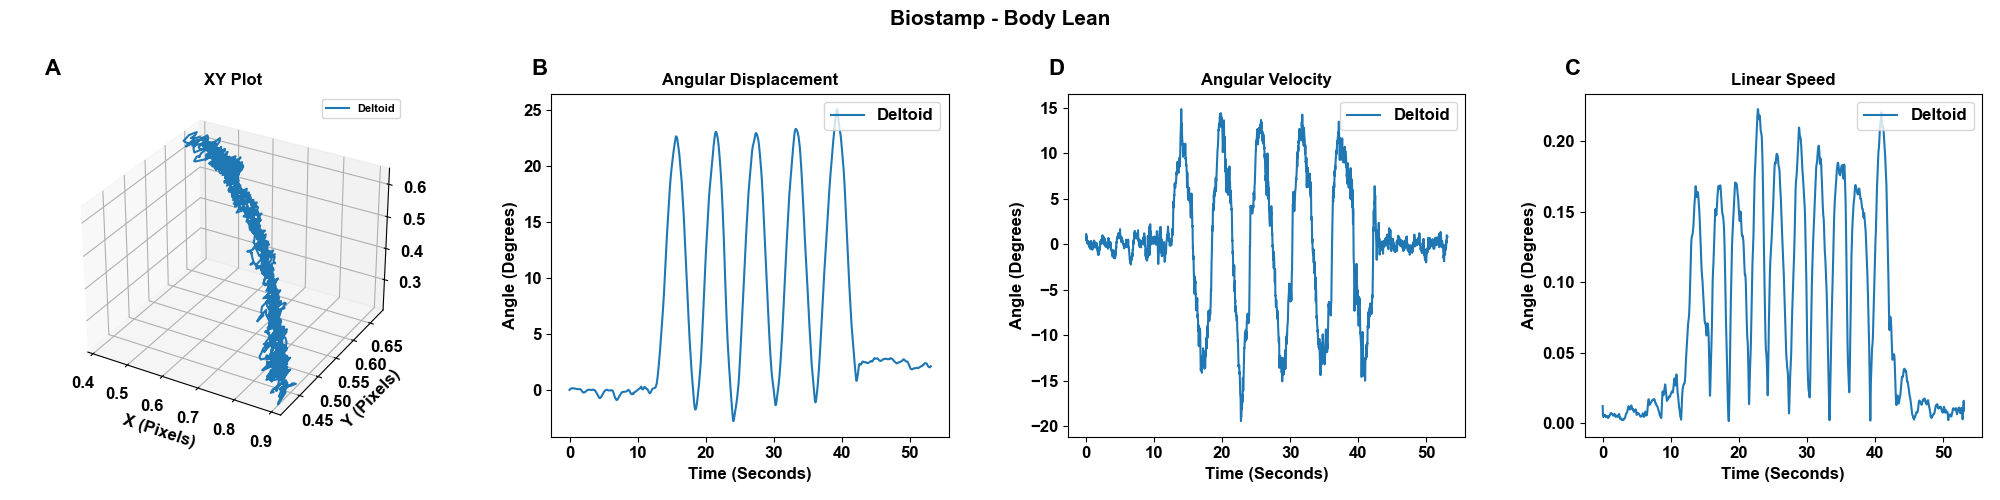 Biostamp - Body Lean
A
XY Plot
Deltoid
0.4
0.5
0.6
0.7
0.8
0.9
X (Pixels)
0.45
0.50
0.55
0.60
0.65
Y (Pixels)
0.3
0.4
0.5
0.6
B
Angular Displacement
Deltoid
25
20
15
10
5
0
Angle (Degrees)
0 10 20 30 40 50
Time (Seconds)
D
Angular Velocity
Deltoid
15
10
5
0
−5
−10
−15
−20
Angle (Degrees)
0 10 20 30 40 50
Time (Seconds)
C
Linear Speed
Deltoid
0.20
0.15
0.10
0.05
0.00
Angle (Degrees)
0 10 20 30 40 50
Time (Seconds)